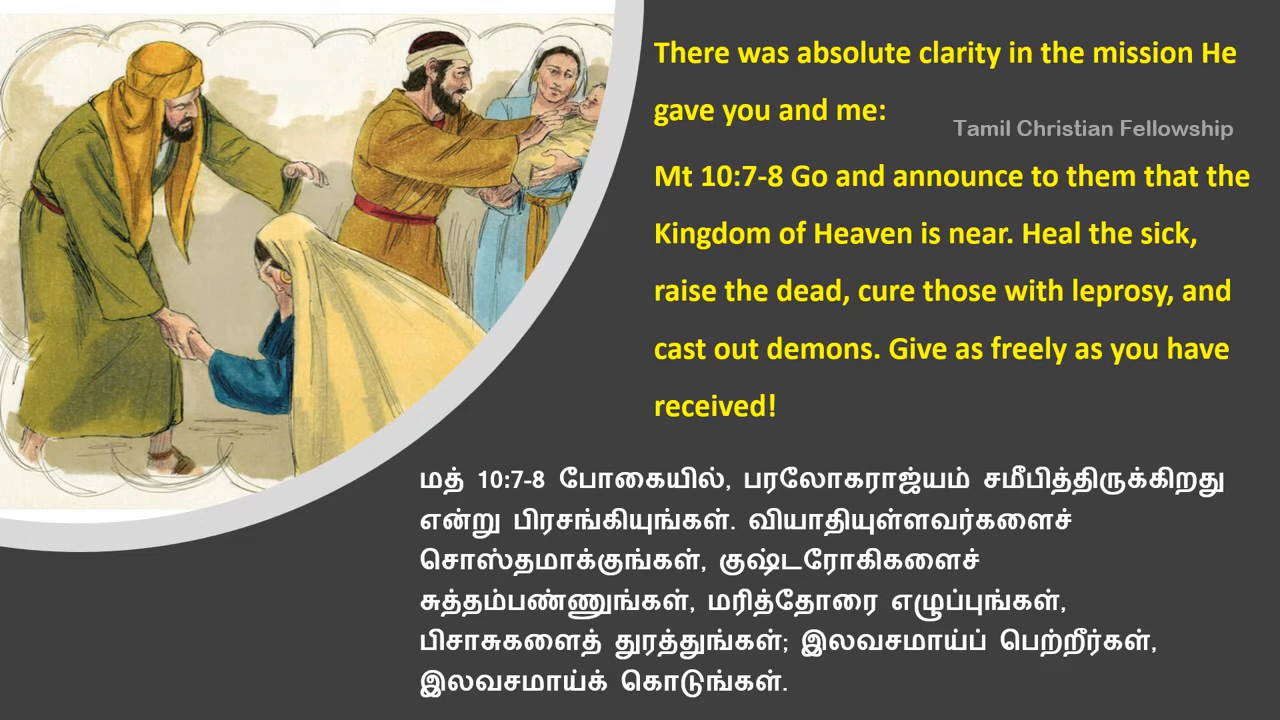 There was absolute clarity in the mission He
gave you and me:
Tamil Christian Fellowship
Mt 10:7-8 Go and announce to them that the
Kingdom of Heaven is near. Heal the sick,
raise the dead, cure those with leprosy, and
cast out demons. Give as freely as you have
received!
மத் 10:7-8 போகையில், பரலோகராஜ்யம் சமீபித்திருக்கிறது
என்று பிரசங்கியுங்கள். வியாதியுள்ளவர்களைச்
சொஸ்தமாக்குங்கள், குஷ்டரோகிகளைச்
சுத்தம்பண்ணுங்கள், மரித்தோரை எழுப்புங்கள்,
பிசாசுகளைத் துரத்துங்கள்; இலவசமாய்ப் பெற்றீர்கள்,
இலவசமாய்க் கொடுங்கள்.